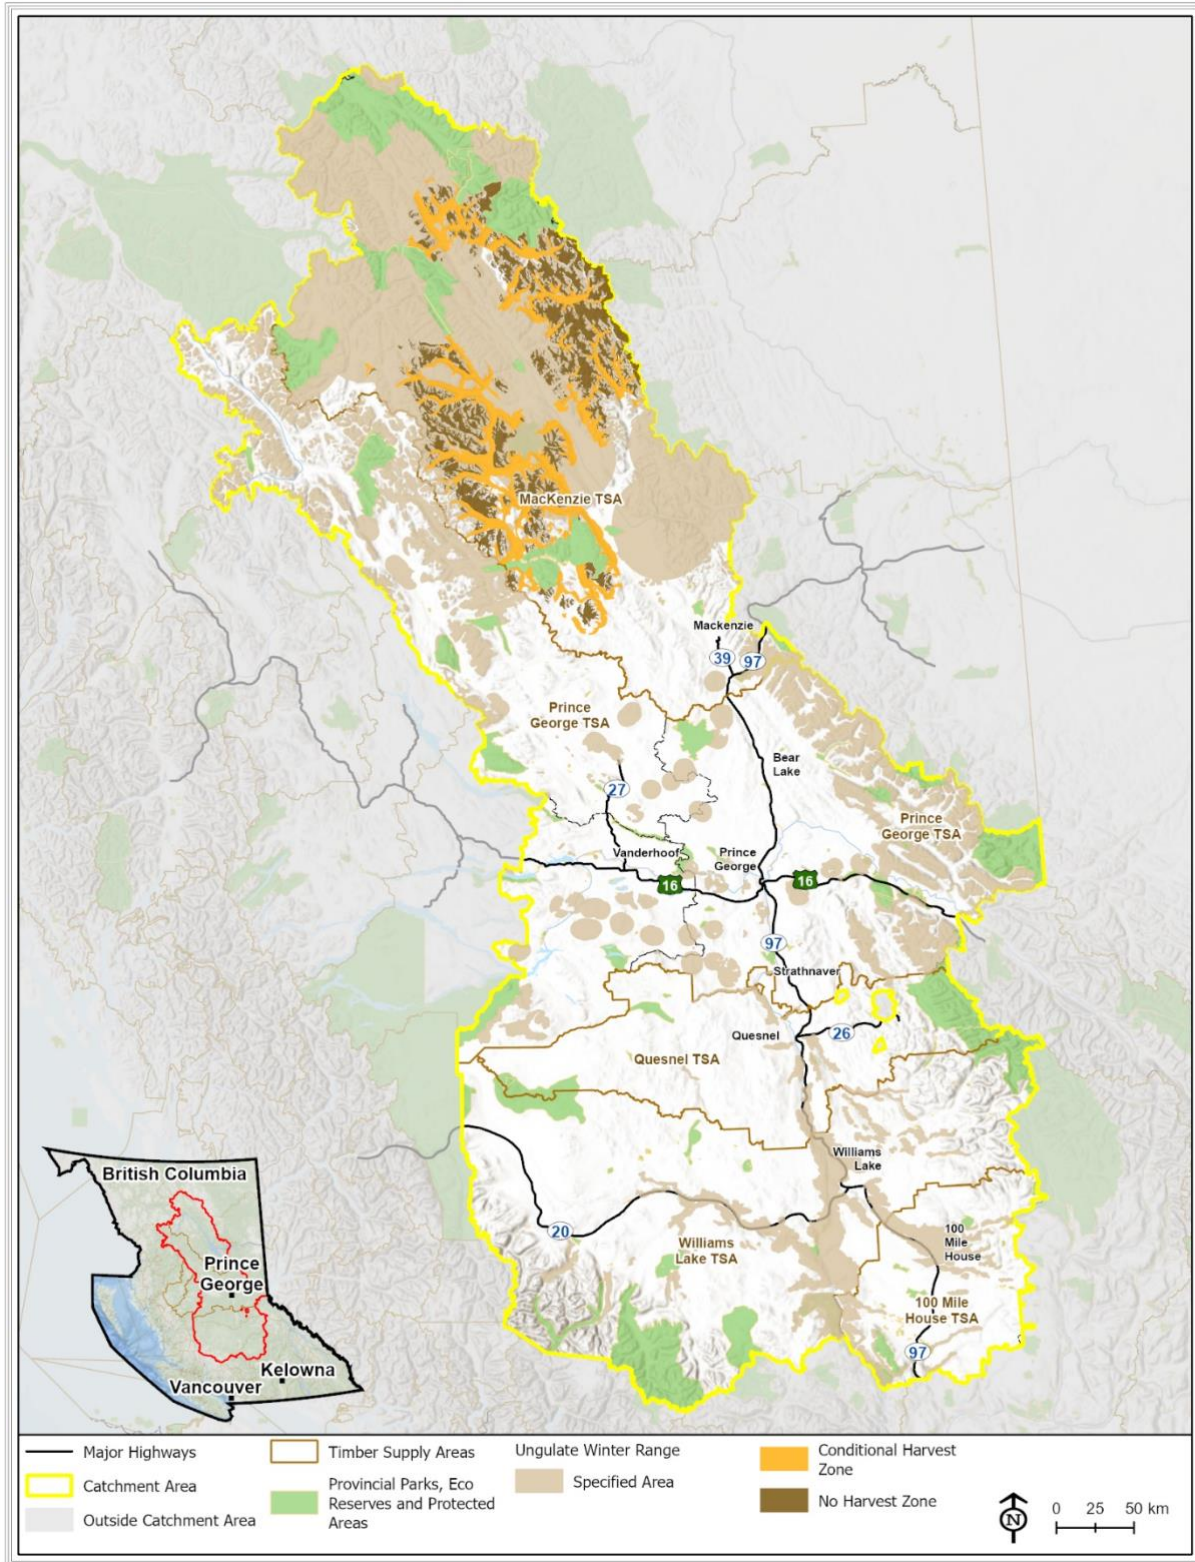 MacKenzie TSA
Mackenzie
39
97
Prince
George TSA
Bear
Lake
27
Prince
George TSA
Vanderhoof
Prince
George
16
16
97
Strathnaver
Quesnel
26
Quesnel TSA
Williams
Lake
British Columbia
20
Williams
Lake TSA
100
Mile
House
Prince
George
100 Mile
House TSA
97
Kelowna
Vancouver
Major Highways
Catchment Area
Outside Catchment Area
Timber Supply Areas
Provincial Parks, Eco
Reserves and Protected
Areas
Ungulate Winter Range
Specified Area
Conditional Harvest
Zone
No Harvest Zone
N
0 25 50 km